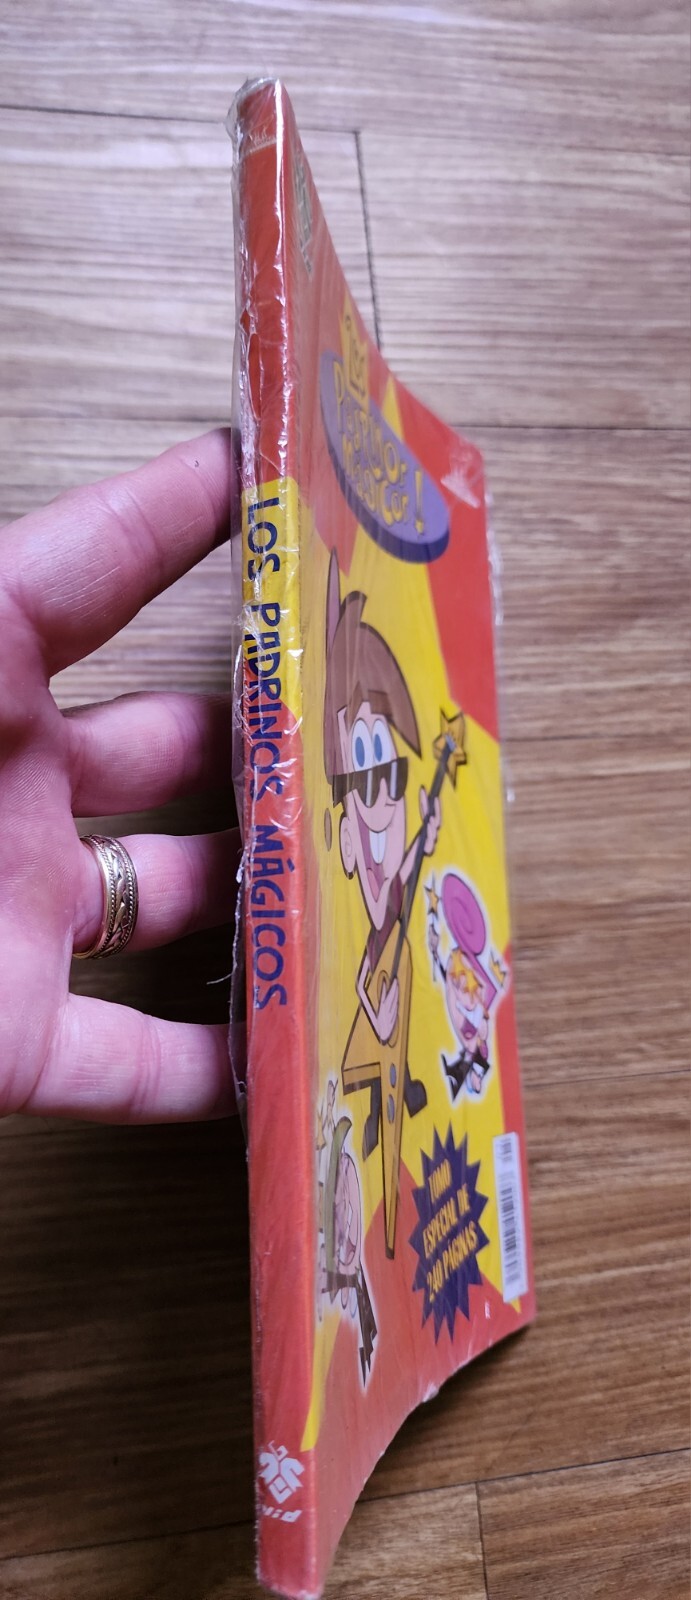 LOS PADRINOS MÁGICOS
Los
Padrinos
Mágicos!
TOMO
ESPECIAL DE
240 PÁGINAS